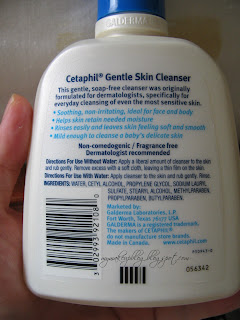 Cetaphil® Gentle Skin Cleanser
This gentle, soap-free cleanser was originally
formulated for dermatologists, specifically for
everyday cleansing of even the most sensitive skin.
• Soothing, non-irritating, ideal for face and body
• Helps skin retain needed moisture
• Rinses easily and leaves skin feeling soft and smooth
• Mild enough to cleanse a baby's delicate skin
Non-comedogenic / Fragrance free
Dermatologist recommended
Directions For Use Without Water: Apply a liberal amount of cleanser to the skin
and rub gently. Remove excess with a soft cloth, leaving a thin film on the skin.
Directions For Use With Water: Apply cleanser to the skin and rub gently. Rinse.
INGREDIENTS: WATER, CETYL ALCOHOL, PROPYLENE GLYCOL, SODIUM LAURYL
SULFATE, STEARYL ALCOHOL, METHYLPARABEN,
PROPYLPARABEN, BUTYLPARABEN.
Marketed by:
Galderma Laboratories, L.P.
Fort Worth, Texas 76177 USA
GALDERMA is a registered trademark.
The makers of CETAPHIL®
do not manufacture store brands.
Made in Canada.
www.cetaphil.com
056342